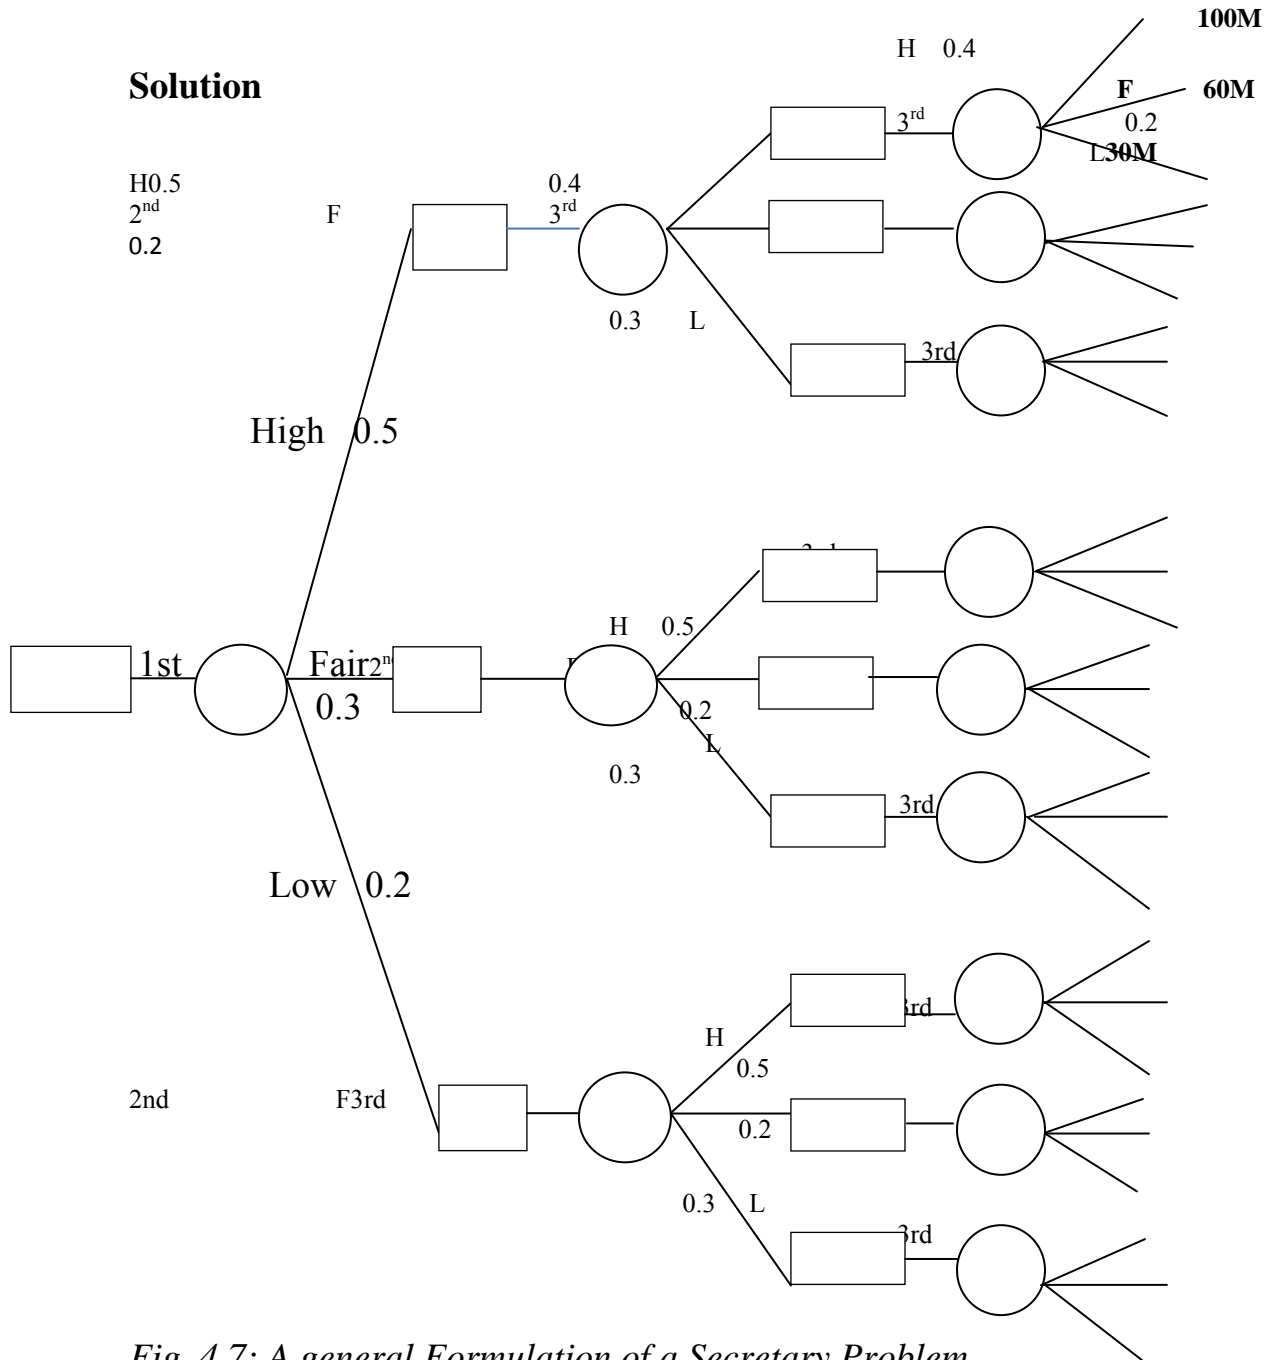 100M
H 0.4
Solution
F 60M
3rd
0.2
L30M
H0.5
0.4
2nd
F
3rd
0.2
0.3 L
3rd
High 0.5
H 0.5
1st
Fair
0.3
0.2
L
0.3
3rd
Low 0.2
3rd
H
0.5
2nd
F3rd
0.2
0.3 L
3rd
Fig. 4.7: A general Formulation of a Secretary Problem